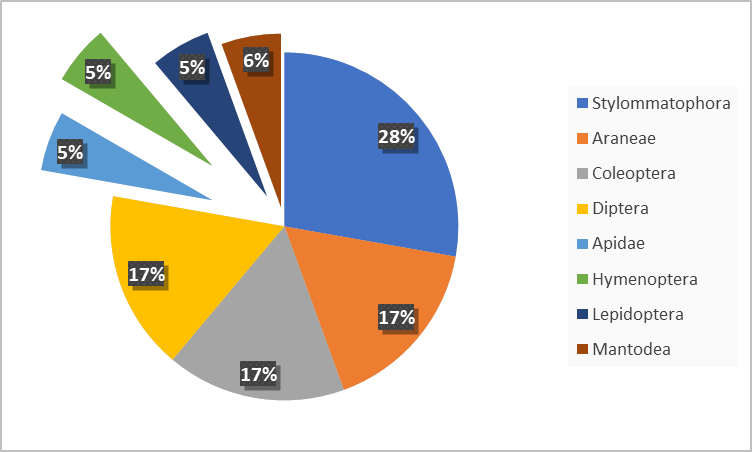 6%
5%
5%
28%
5%
17%
17%
17%
Stylommatophora
Araneae
Coleoptera
Diptera
Apidae
Hymenoptera
Lepidoptera
Mantodea